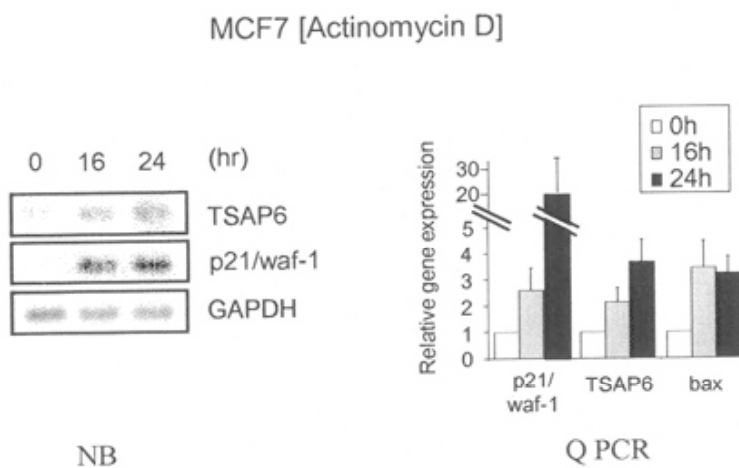 MCF7 [Actinomycin D]
0 16 24 (hr)
TSAP6
p21/waf-1
GAPDH
NB
0h
16h
24h
Relative gene expression
30
20
5
4
3
2
1
0
p21/
waf-1
TSAP6
bax
Q PCR